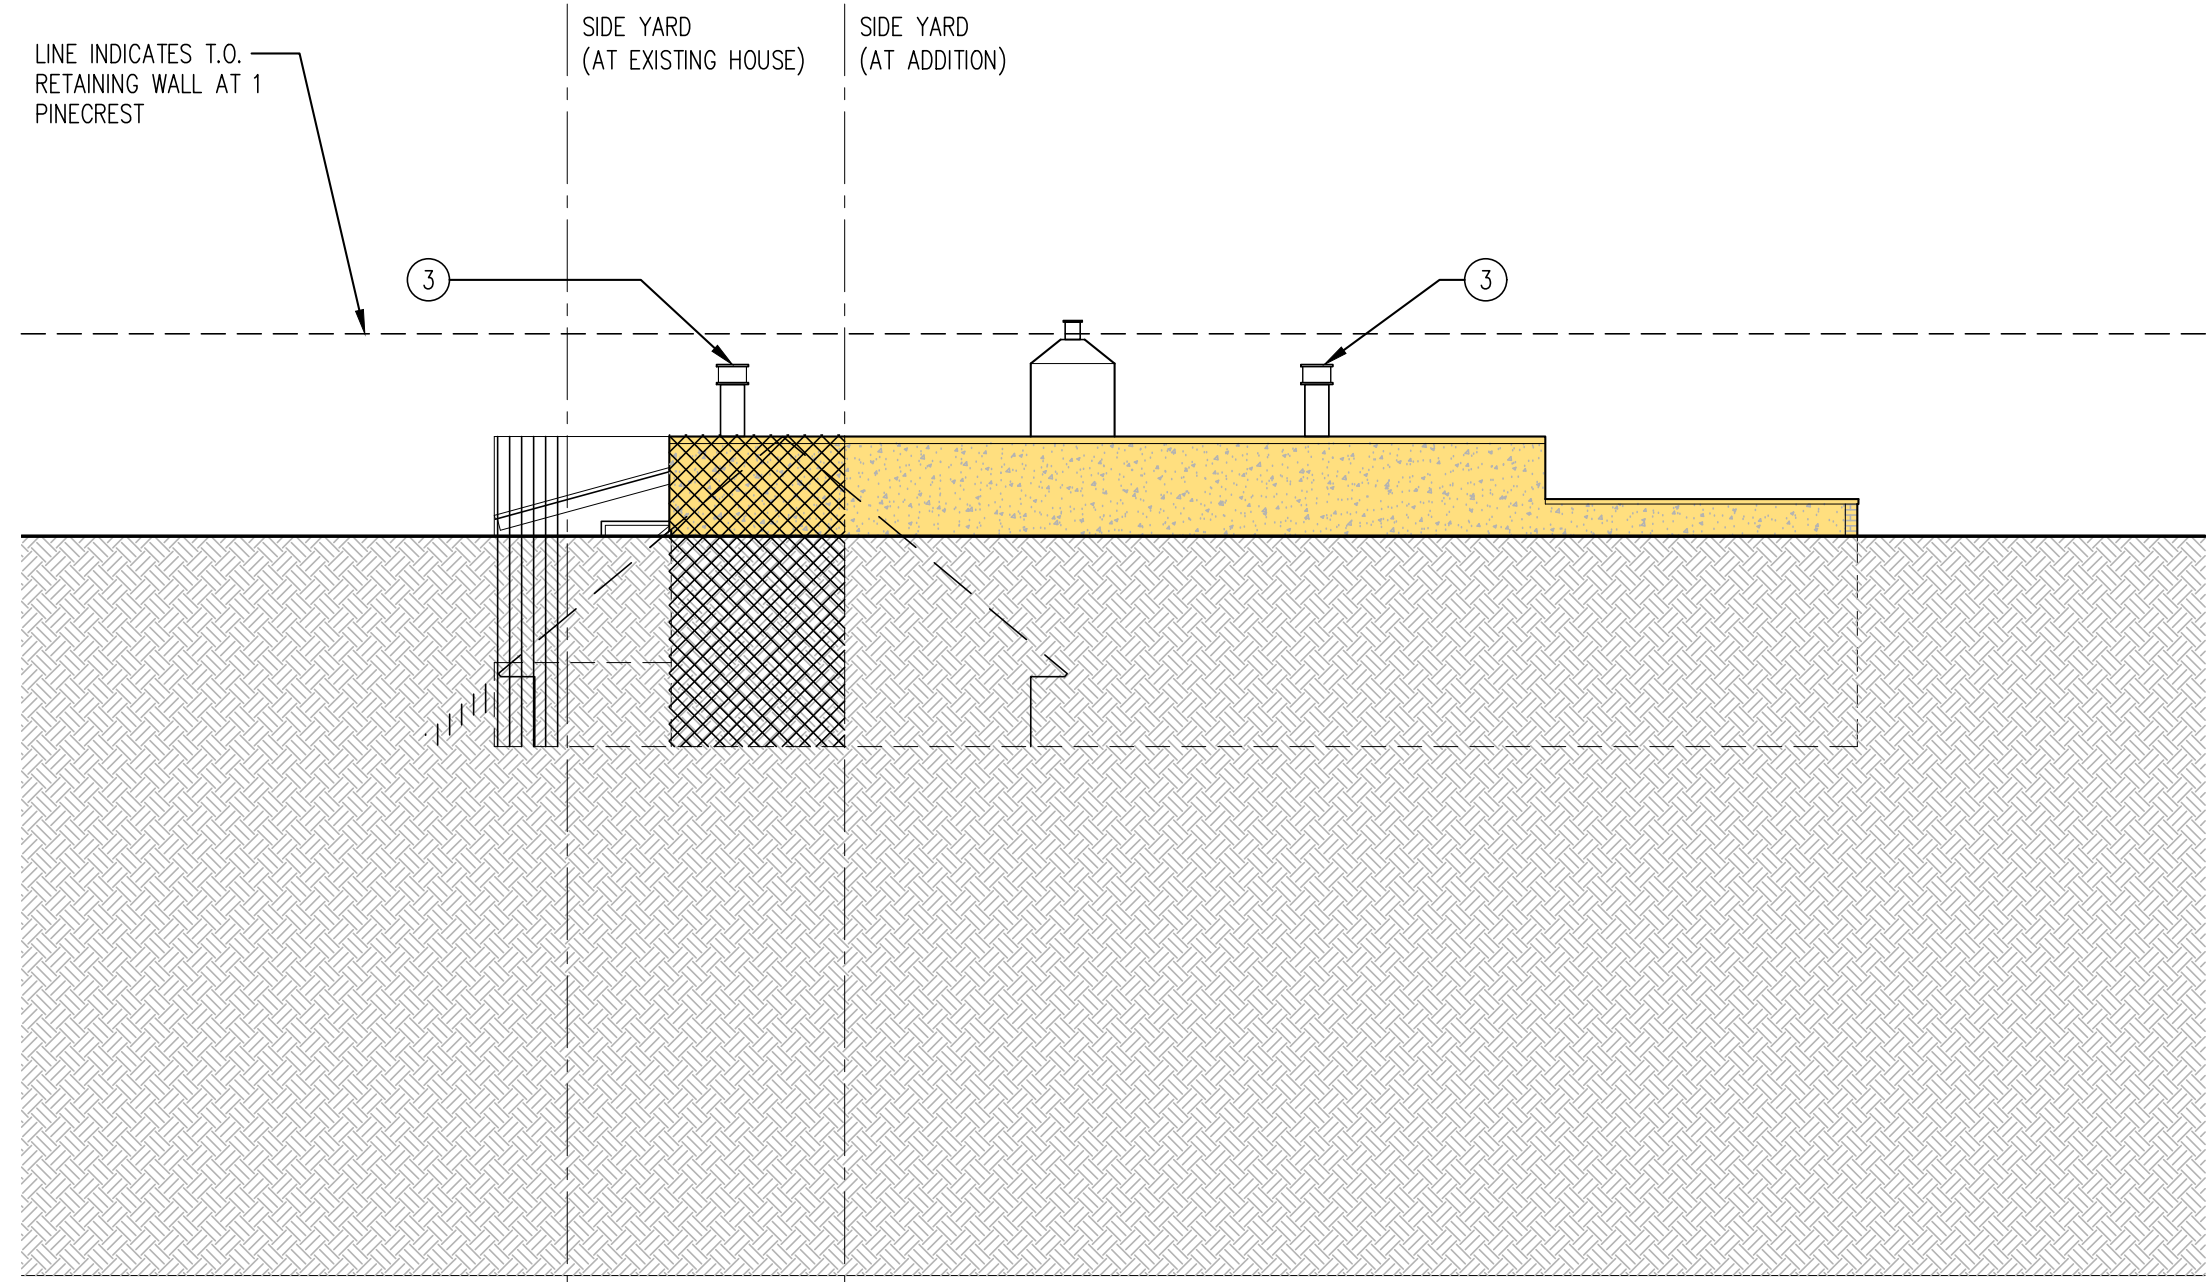 LINE INDICATES T.O.
RETAINING WALL AT 1
PINECREST
SIDE YARD
(AT EXISTING HOUSE)
SIDE YARD
(AT ADDITION)
3
3